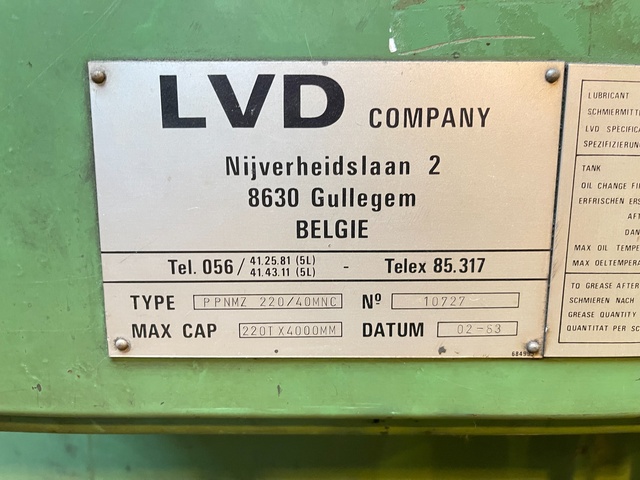 LVD COMPANY
Nijverheidslaan 2
8630 Gullegem
BELGIE
Tel. 056/ 41.25.81 (5L) - Telex 85.317
41.43.11 (5L)
TYPE PPNMZ 220/40MNC Nº 10727
MAX CAP 220TX4000MM DATUM 02-83
LUBRICANT
SCHMIERMITTE
LVD SPECIFICA
SPEZIFIZIERUN
TANK
OIL CHANGE FI
ERFRISCHEN ERS
AFT
DAN
MAX OIL TEMPE
MAX OELTEMPERA
TO GREASE AFTER
SCHMIEREN NACH
GREASE QUANTITY
QUANTITAT PER SC